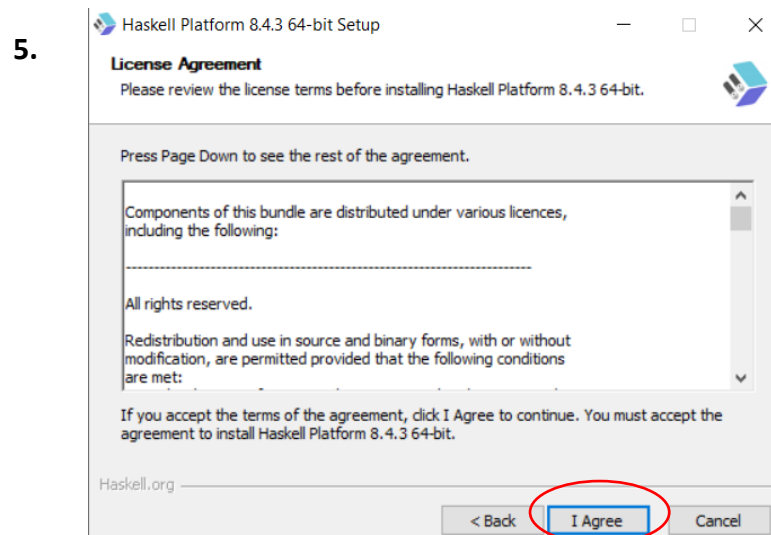 Haskell Platform 8.4.3 64-bit Setup
5.
License Agreement
Please review the license terms before installing Haskell Platform 8.4.3 64-bit.
Press Page Down to see the rest of the agreement.
Components of this bundle are distributed under various licences,
including the following:
------------------------------------------------------------------------
All rights reserved.
Redistribution and use in source and binary forms, with or without
modification, are permitted provided that the following conditions
are met:
If you accept the terms of the agreement, click I Agree to continue. You must accept the
agreement to install Haskell Platform 8.4.3 64-bit.
Haskell.org
< Back I Agree Cancel